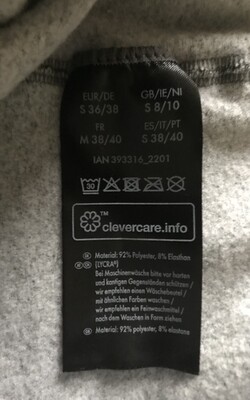 EUR/DE GB/IE/NI
S 36/38 S 8/10
FR ES/IT/PT
M 38/40 S 38/40
IAN 393316_2201
30
TM
clevercare.info
Material: 92% Polyester, 8% Elasthan
(LYCRA®)
Bei Maschinenwäsche bitte vor harten
und kantigen Gegenständen schützen /
wir empfehlen einen Wäschebeutel /
mit ähnlichen Farben waschen /
wir empfehlen ein Feinwaschmittel /
nach dem Waschen in Form ziehen
Material: 92% polyester, 8% elastane